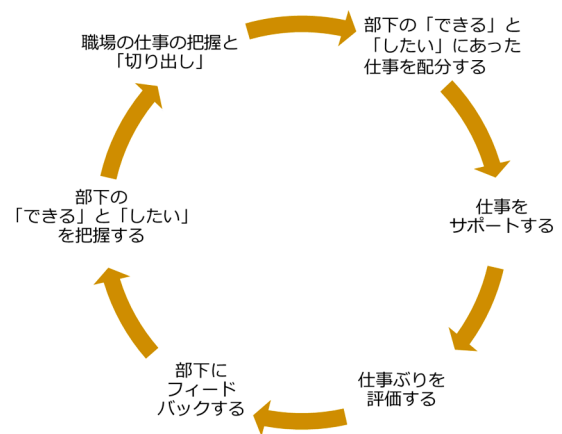 職場の仕事の把握と
「切り出し」
部下の「できる」と
「したい」にあった
仕事を配分する
仕事を
サポートする
仕事ぶりを
評価する
部下に
フィード
バックする
部下の
「できる」と「したい」
を把握する